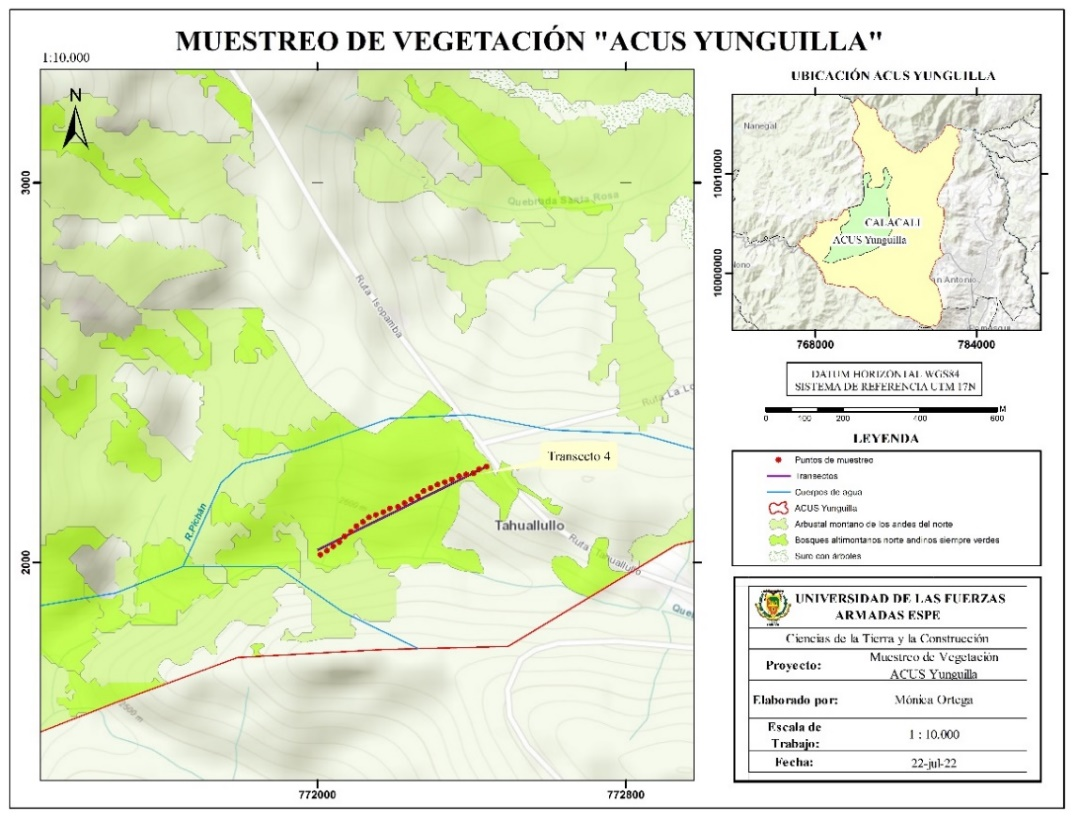 MUESTREO DE VEGETACIÓN "ACUS YUNGUILLA"
1:10.000
N
3000
2000
772000
772800
Quebrada Santa Rosa
Ruta Isopamba
Ruta La Lo
R.Pichán
Transecto 4
Tahuallullo
Ruta Tahuallullo
Que
2600 m
UBICACIÓN ACUS YUNGUILLA
Nanegal
CALACALI
ACUS Yunguilla
Nono
n Antonio
10010000
10000000
768000
784000
DATUM HORIZONTAL WGS84
SISTEMA DE REFERENCIA UTM 17N
M
0 100 200 400 600
LEYENDA
Puntos de muestreo
Transectos
Cuerpos de agua
ACUS Yunguilla
Arbustal montano de los andes del norte
Bosques altimontanos norte andinos siempre verdes
Suro con árboles
UNIVERSIDAD DE LAS FUERZAS
ARMADAS ESPE
Ciencias de la Tierra y la Construcción
Proyecto: Muestreo de Vegetación
ACUS Yunguilla
Elaborado por: Mónica Ortega
Escala de
Trabajo: 1 : 10.000
Fecha: 22-jul-22